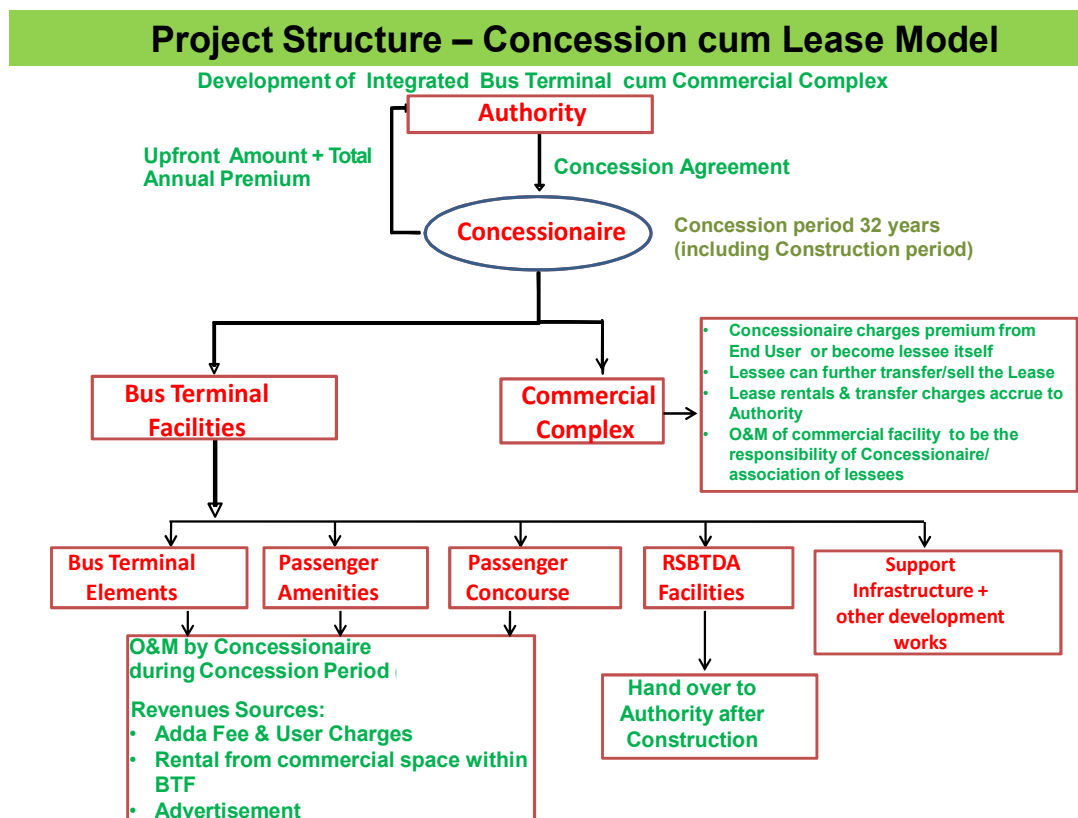 Project Structure – Concession cum Lease Model
Development of Integrated Bus Terminal cum Commercial Complex
Authority
Upfront Amount + Total
Annual Premium
Concession Agreement
Concessionaire
Concession period 32 years
(including Construction period)
• Concessionaire charges premium from
End User or become lessee itself
• Lessee can further transfer/sell the Lease
• Lease rentals & transfer charges accrue to
Authority
• O&M of commercial facility to be the
responsibility of Concessionaire/
association of lessees
Bus Terminal
Facilities
Commercial
Complex
Bus Terminal
Elements
Passenger
Amenities
Passenger
Concourse
RSBTDA
Facilities
Support
Infrastructure +
other development
works
O&M by Concessionaire
during Concession Period (
Revenues Sources:
• Adda Fee & User Charges
• Rental from commercial space within
BTF
• Advertisement
Hand over to
Authority after
Construction